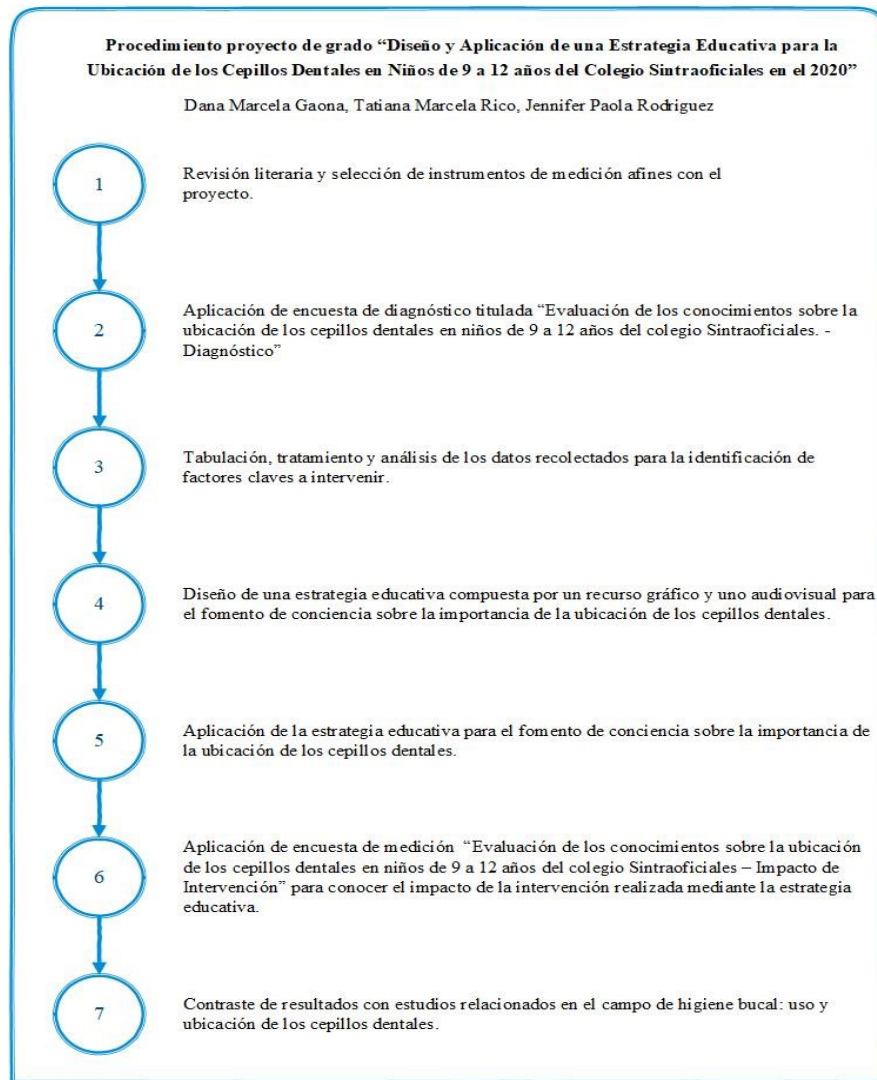 Procedimiento proyecto de grado “Diseño y Aplicación de una Estrategia Educativa para la
Ubicación de los Cepillos Dentales en Niños de 9 a 12 años del Colegio Sintraoficiales en el 2020”
Dana Marcela Gaona, Tatiana Marcela Rico, Jennifer Paola Rodriguez
1
Revisión literaria y selección de instrumentos de medición afines con el
proyecto.
2
Aplicación de encuesta de diagnóstico titulada “Evaluación de los conocimientos sobre la
ubicación de los cepillos dentales en niños de 9 a 12 años del colegio Sintraoficiales. -
Diagnóstico”
3
Tabulación, tratamiento y análisis de los datos recolectados para la identificación de
factores claves a intervenir.
4
Diseño de una estrategia educativa compuesta por un recurso gráfico y uno audiovisual para
el fomento de conciencia sobre la importancia de la ubicación de los cepillos dentales.
5
Aplicación de la estrategia educativa para el fomento de conciencia sobre la importancia de
la ubicación de los cepillos dentales.
6
Aplicación de encuesta de medición “Evaluación de los conocimientos sobre la ubicación
de los cepillos dentales en niños de 9 a 12 años del colegio Sintraoficiales – Impacto de
Intervención” para conocer el impacto de la intervención realizada mediante la estrategia
educativa.
7
Contraste de resultados con estudios relacionados en el campo de higiene bucal: uso y
ubicación de los cepillos dentales.